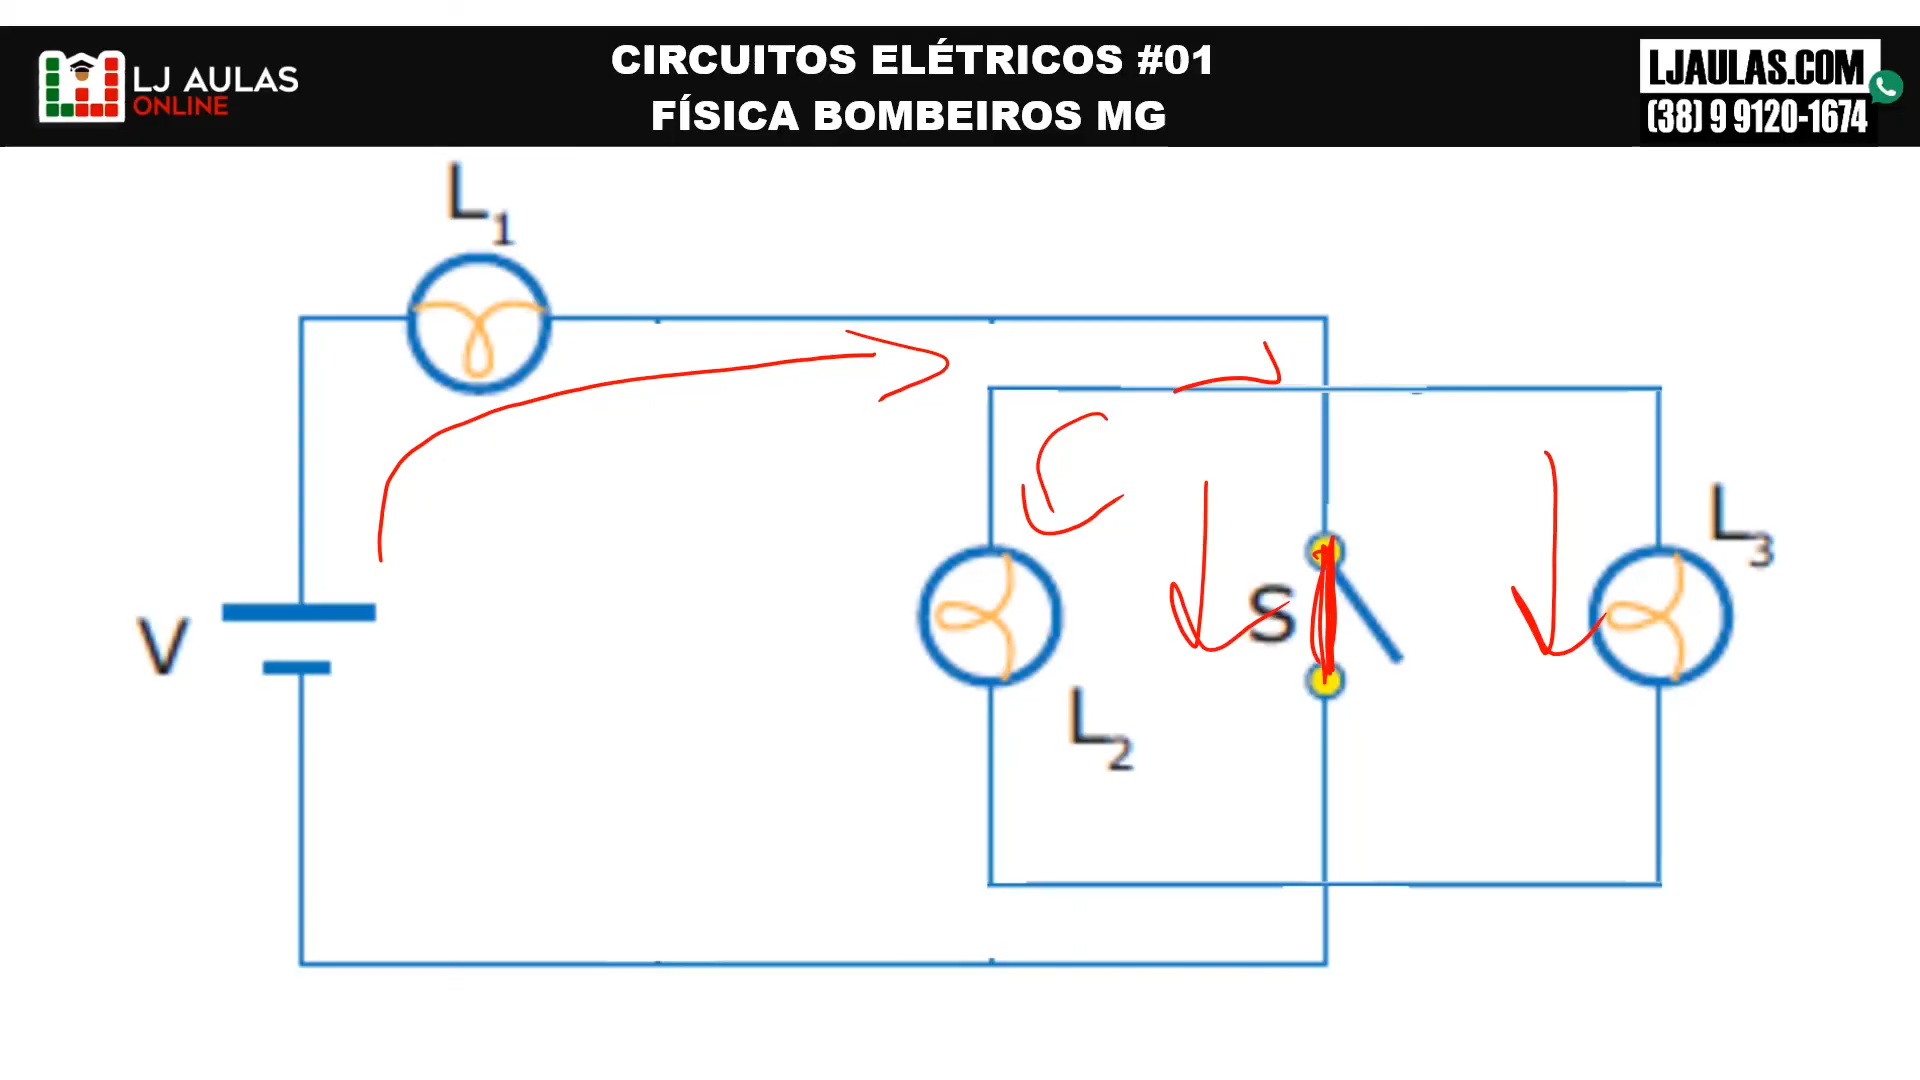 LJ AULAS
ONLINE
CIRCUITOS ELÉTRICOS #01
FÍSICA BOMBEIROS MG
LJAULAS.COM
(38) 9 9120-1674
L1
V
S
L2
L3